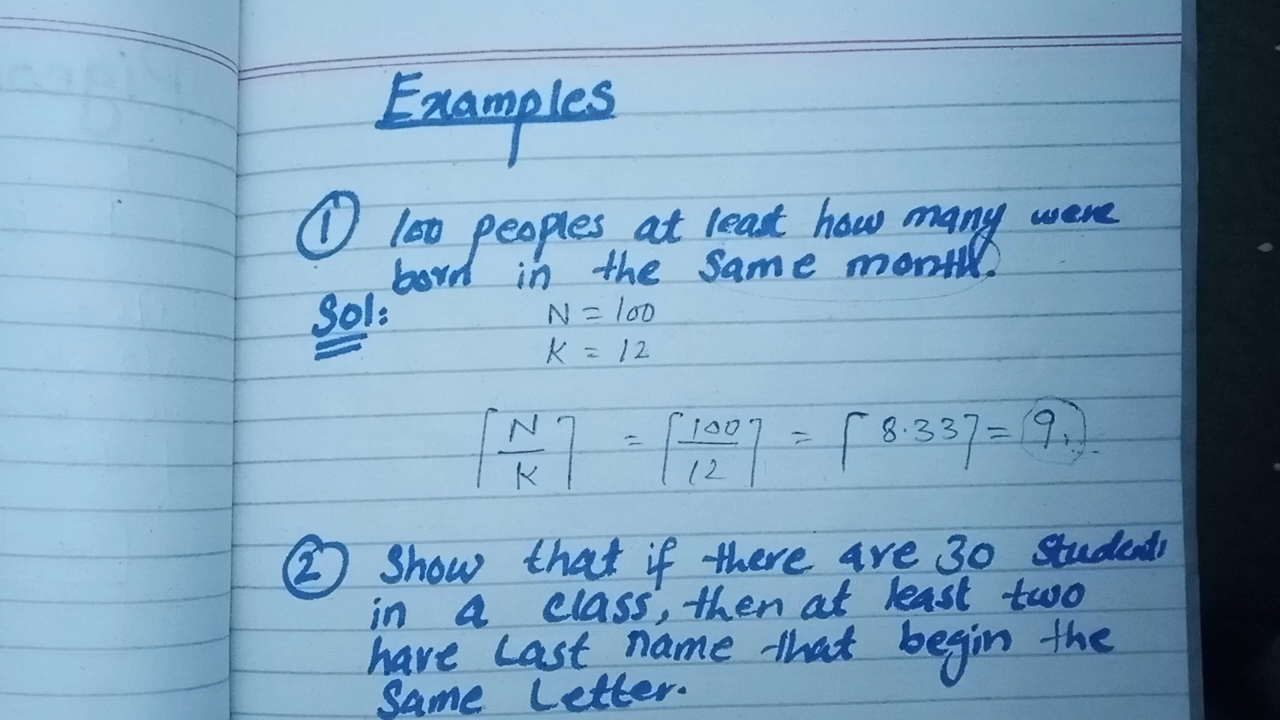 Examples
① 100 peoples at least how many were
born in the same month.
Sol:
N = 100
K = 12
⌈N/K⌉ = ⌈100/12⌉ = ⌈8.33⌉ = 9
② Show that if there are 30 students
in a class, then at least two
have Last name that begin the
Same Letter.